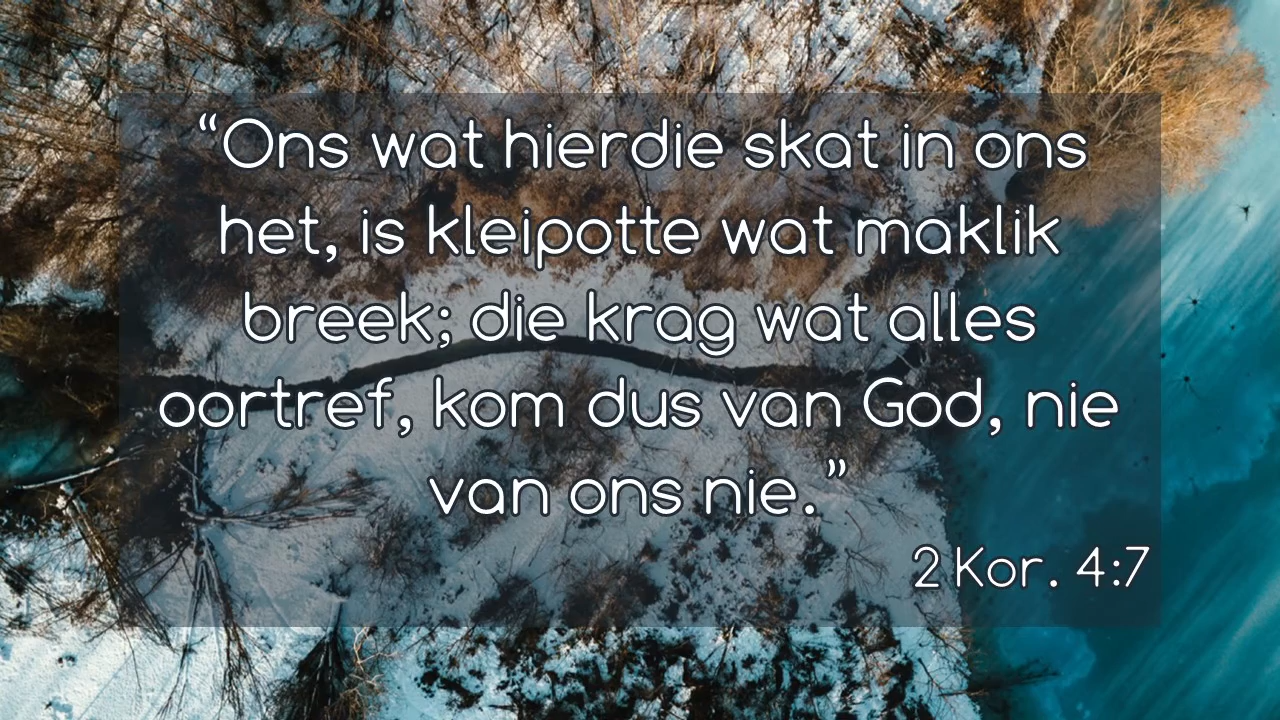 “Ons wat hierdie skat in ons
het, is kleipotte wat maklik
breek; die krag wat alles
oortref, kom dus van God, nie
van ons nie.”
2 Kor. 4:7